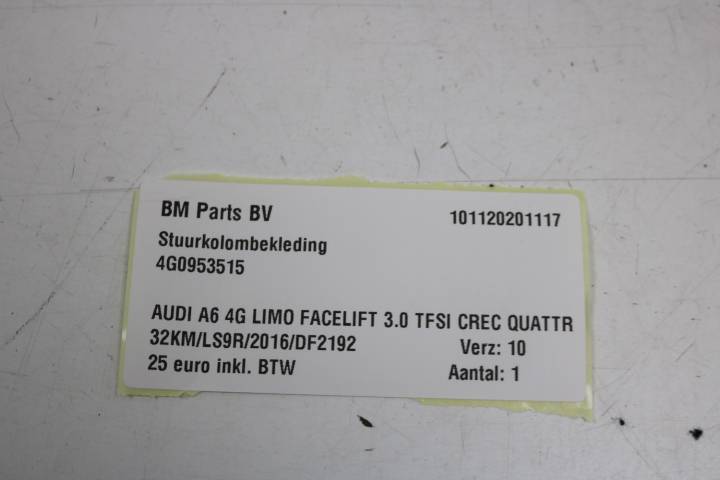 BM Parts BV 101120201117
Stuurkolombekleding
4G0953515
AUDI A6 4G LIMO FACELIFT 3.0 TFSI CREC QUATTR
32KM/LS9R/2016/DF2192 Verz: 10
25 euro inkl. BTW Aantal: 1